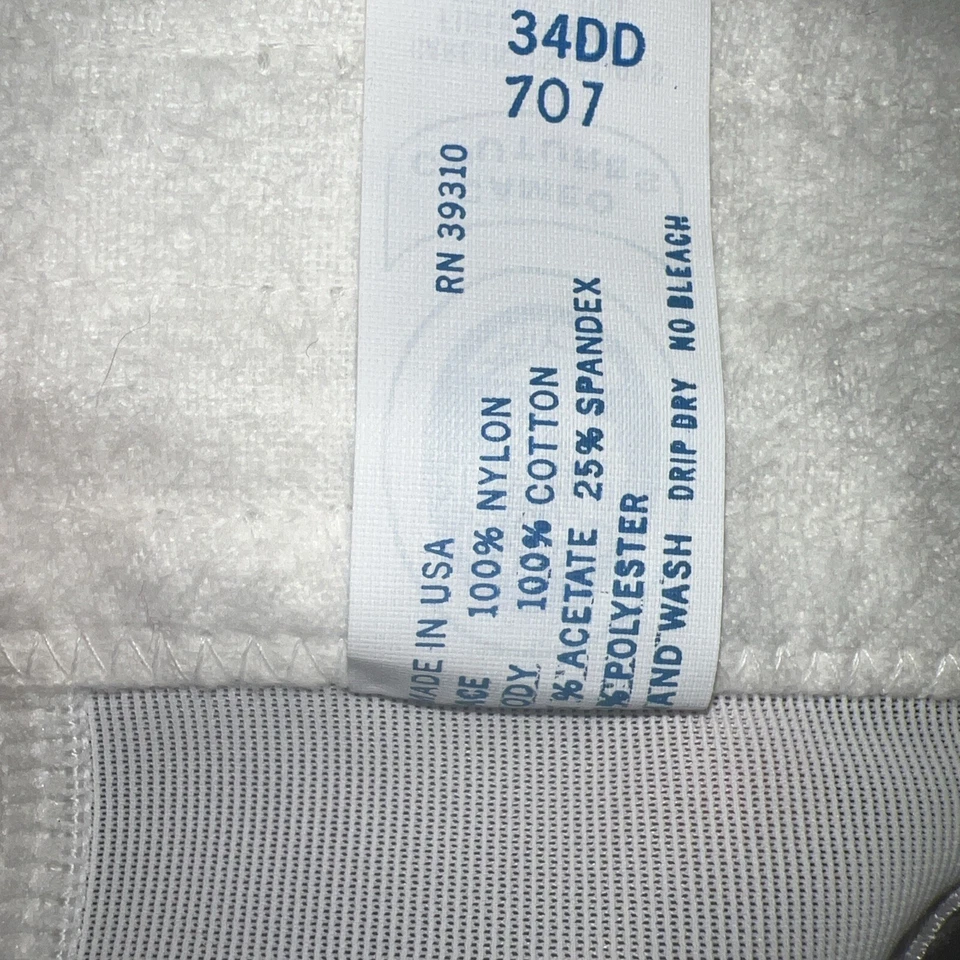 34DD
707
RN 39310
MADE IN USA
100% NYLON
100% COTTON
% ACETATE 25% SPANDEX
% POLYESTER
AND WASH DRIP DRY NO BLEACH